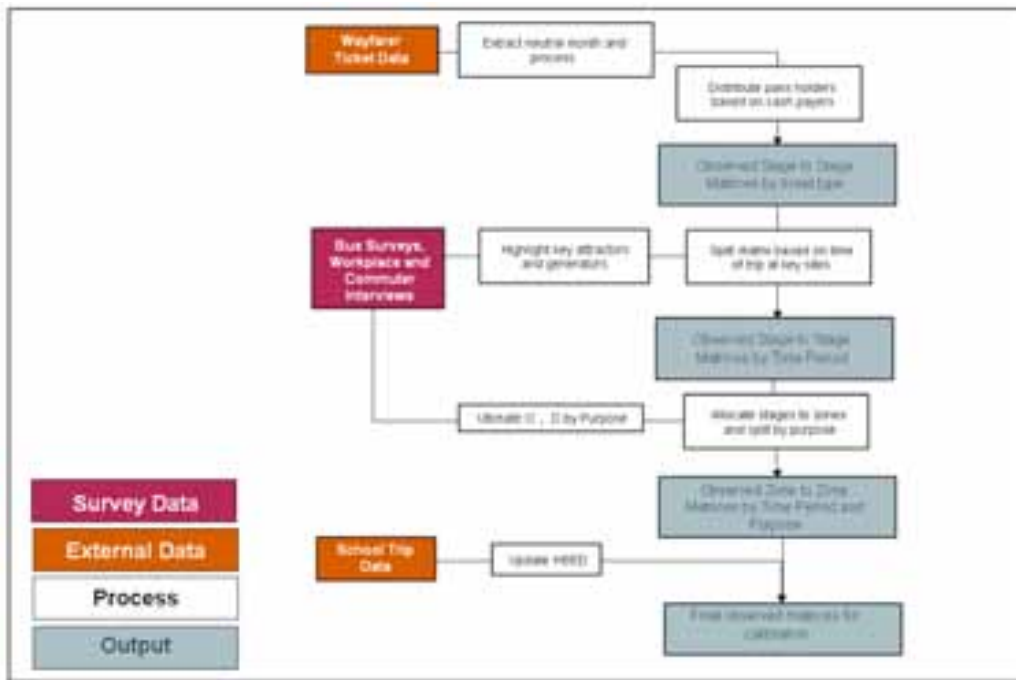 Wayfarer
Ticket Data
Extract neutral month and
process
Distribute pass holders
based on cash payers
Observed Stage to Stage
Matrices by ticket type
Bus Surveys,
Workplace and
Commuter
Interviews
Highlight key attractors
and generators
Split matrix based on time
of trip at key sites
Observed Stage to Stage
Matrices by Time Period
by Purpose
Allocate stages to zones
and split by purpose
Observed Zone to Zone
Matrices by Time Period and
Purpose
School Trip
Data
Update HBED
Final observed matrices for
calibration
Survey Data
External Data
Process
Output